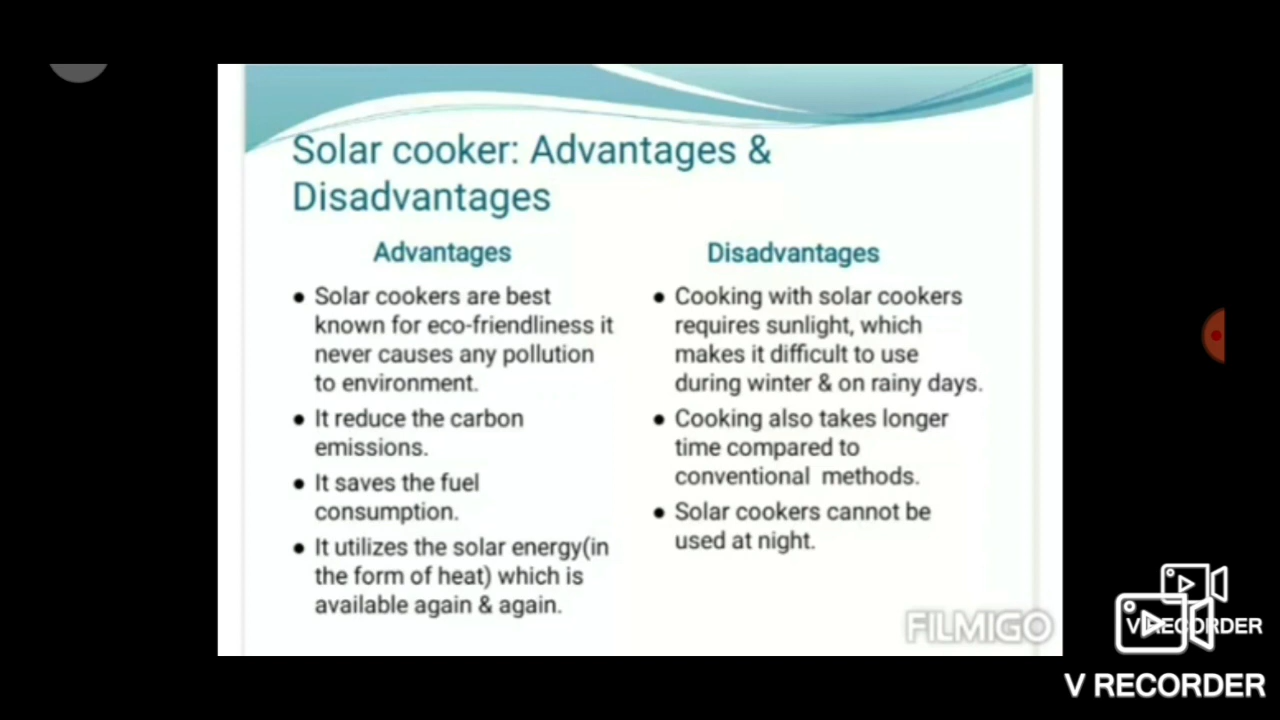 Solar cooker: Advantages &
Disadvantages
Advantages
● Solar cookers are best
known for eco-friendliness it
never causes any pollution
to environment.
● It reduce the carbon
emissions.
● It saves the fuel
consumption.
● It utilizes the solar energy(in
the form of heat) which is
available again & again.
Disadvantages
● Cooking with solar cookers
requires sunlight, which
makes it difficult to use
during winter & on rainy days.
● Cooking also takes longer
time compared to
conventional  methods.
● Solar cookers cannot be
used at night.
FILMIGO
V RECORDER
V RECORDER